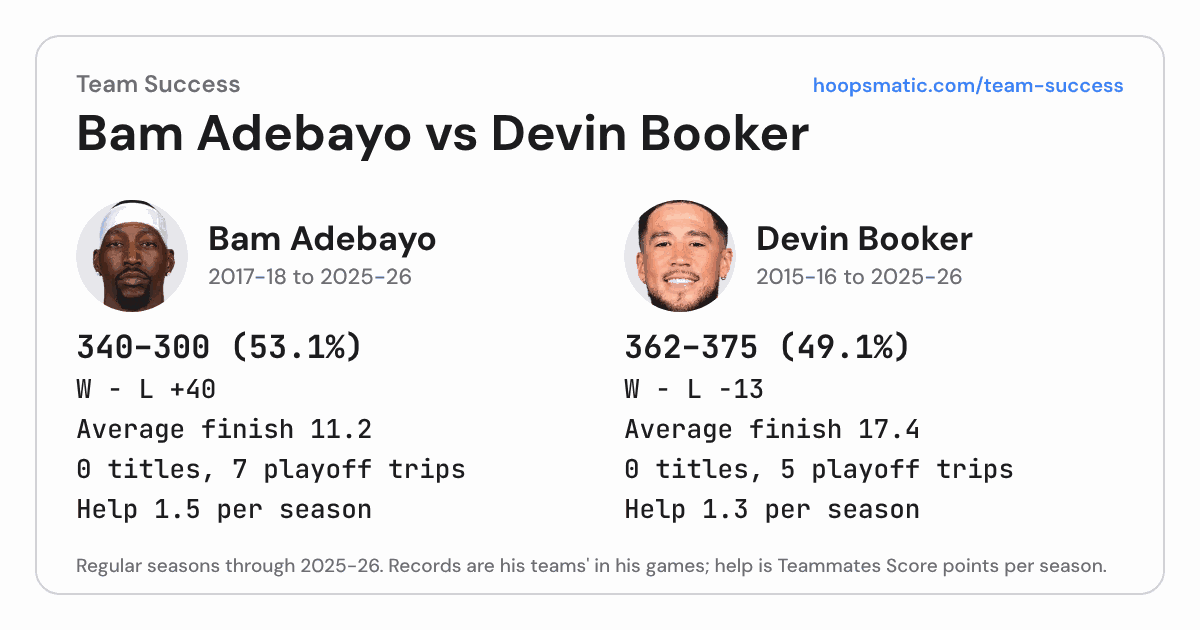 Team Success
hoopsmatic.com/team-success
Bam Adebayo vs Devin Booker
Bam Adebayo
2017-18 to 2025-26
340-300 (53.1%)
W - L +40
Average finish 11.2
0 titles, 7 playoff trips
Help 1.5 per season
Devin Booker
2015-16 to 2025-26
362-375 (49.1%)
W - L -13
Average finish 17.4
0 titles, 5 playoff trips
Help 1.3 per season
Regular seasons through 2025-26. Records are his teams' in his games; help is Teammates Score points per season.